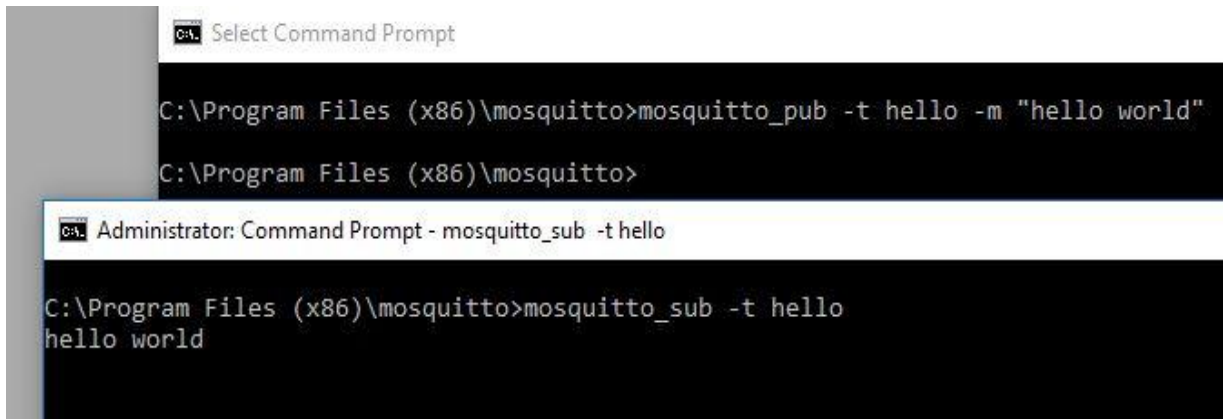 Select Command Prompt
C:\Program Files (x86)\mosquitto>mosquitto_pub -t hello -m "hello world"
C:\Program Files (x86)\mosquitto>
Administrator: Command Prompt - mosquitto_sub  -t hello
C:\Program Files (x86)\mosquitto>mosquitto_sub -t hello
hello world